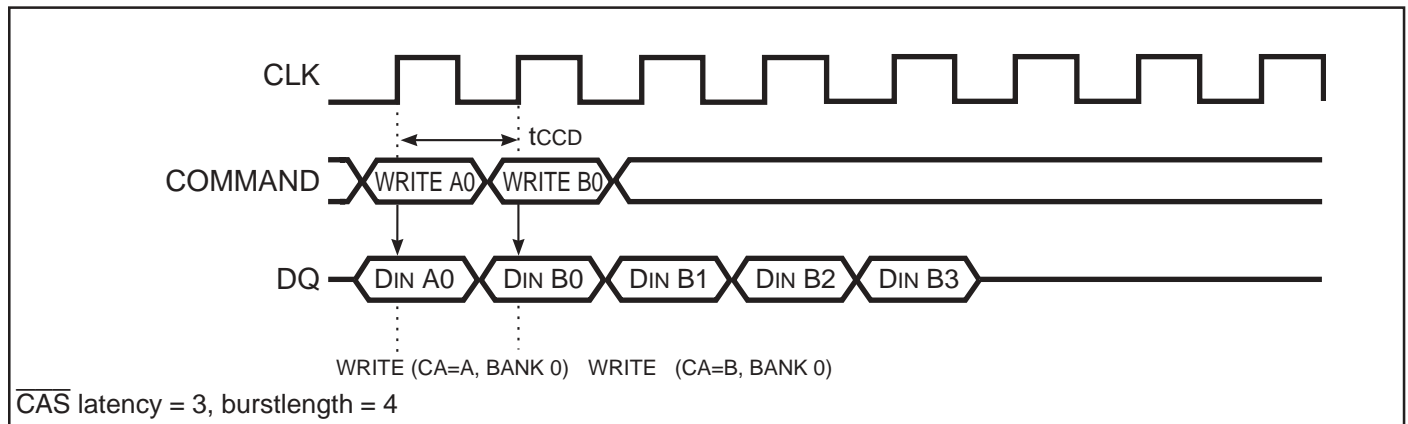 CLK
tCCD
COMMAND WRITE A0 WRITE B0
DQ DIN A0 DIN B0 DIN B1 DIN B2 DIN B3
WRITE (CA=A, BANK 0) WRITE (CA=B, BANK 0)
CAS latency = 3, burstlength = 4